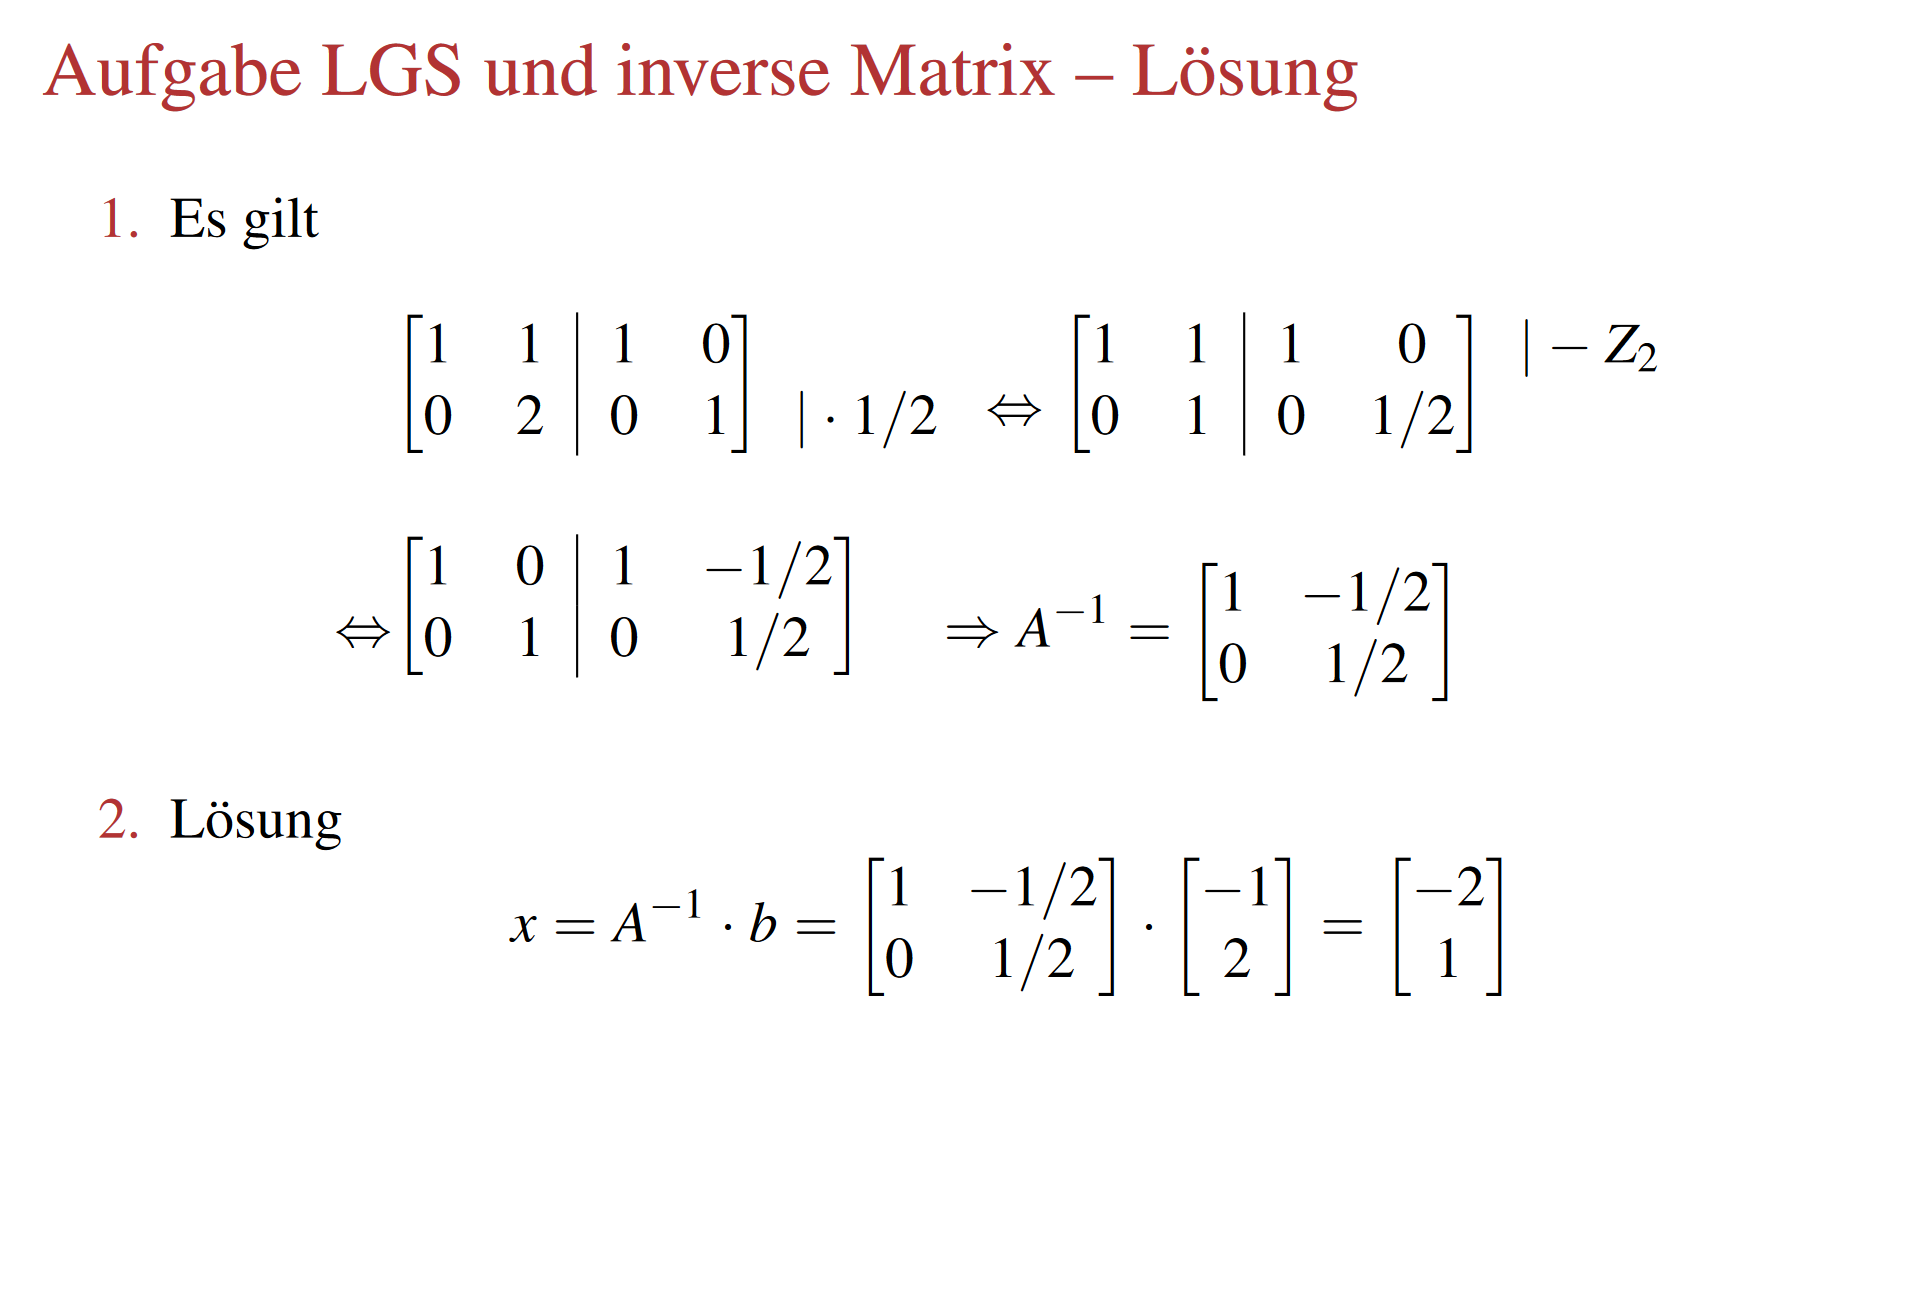 Aufgabe LGS und inverse Matrix – Lösung
1. Es gilt
[1 1 | 1 0] [1 1 | 1 0] | − Z₂
[0 2 | 0 1] | · 1/2 ⇔ [0 1 | 0 1/2]
[1 0 | 1 −1/2] [1 −1/2]
⇔ [0 1 | 0 1/2] ⇒ A⁻¹ = [0 1/2]
2. Lösung
[1 −1/2] [−1] [−2]
x = A⁻¹ · b = [0 1/2] · [2] = [1]